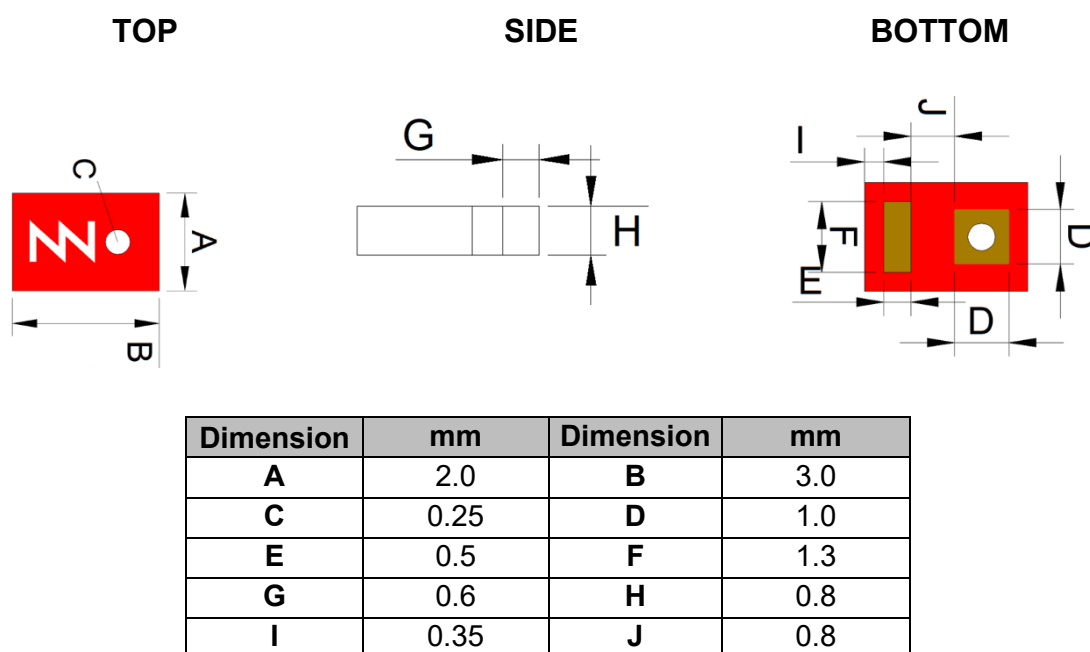 TOP SIDE BOTTOM
J
G I
C
A H F D
E
D
B
Dimension mm Dimension mm
A 2.0 B 3.0
C 0.25 D 1.0
E 0.5 F 1.3
G 0.6 H 0.8
I 0.35 J 0.8